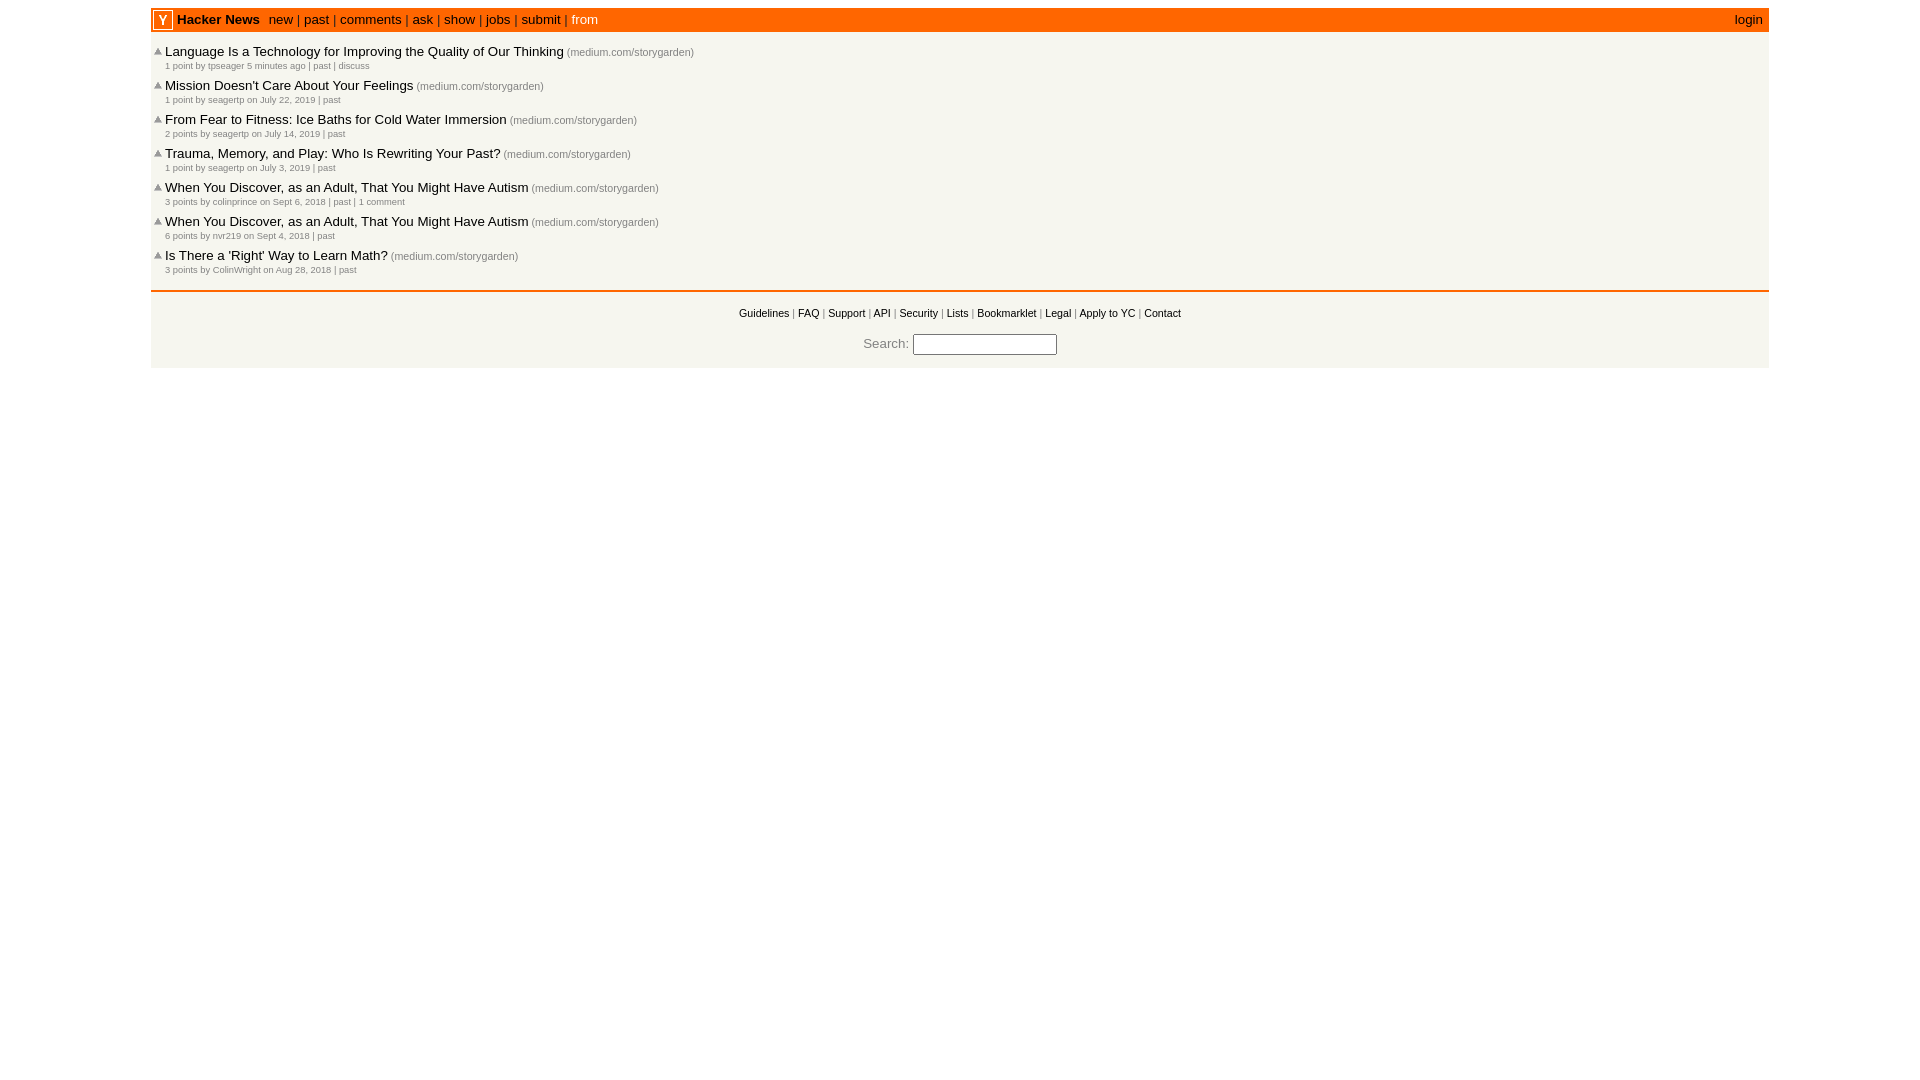 Y Hacker News new | past | comments | ask | show | jobs | submit | from login
Language Is a Technology for Improving the Quality of Our Thinking (medium.com/storygarden)
1 point by tpseager 5 minutes ago | past | discuss
Mission Doesn't Care About Your Feelings (medium.com/storygarden)
1 point by seagertp on July 22, 2019 | past
From Fear to Fitness: Ice Baths for Cold Water Immersion (medium.com/storygarden)
2 points by seagertp on July 14, 2019 | past
Trauma, Memory, and Play: Who Is Rewriting Your Past? (medium.com/storygarden)
1 point by seagertp on July 3, 2019 | past
When You Discover, as an Adult, That You Might Have Autism (medium.com/storygarden)
3 points by colinprince on Sept 6, 2018 | past | 1 comment
When You Discover, as an Adult, That You Might Have Autism (medium.com/storygarden)
6 points by nvr219 on Sept 4, 2018 | past
Is There a 'Right' Way to Learn Math? (medium.com/storygarden)
3 points by ColinWright on Aug 28, 2018 | past
Guidelines | FAQ | Support | API | Security | Lists | Bookmarklet | Legal | Apply to YC | Contact
Search: